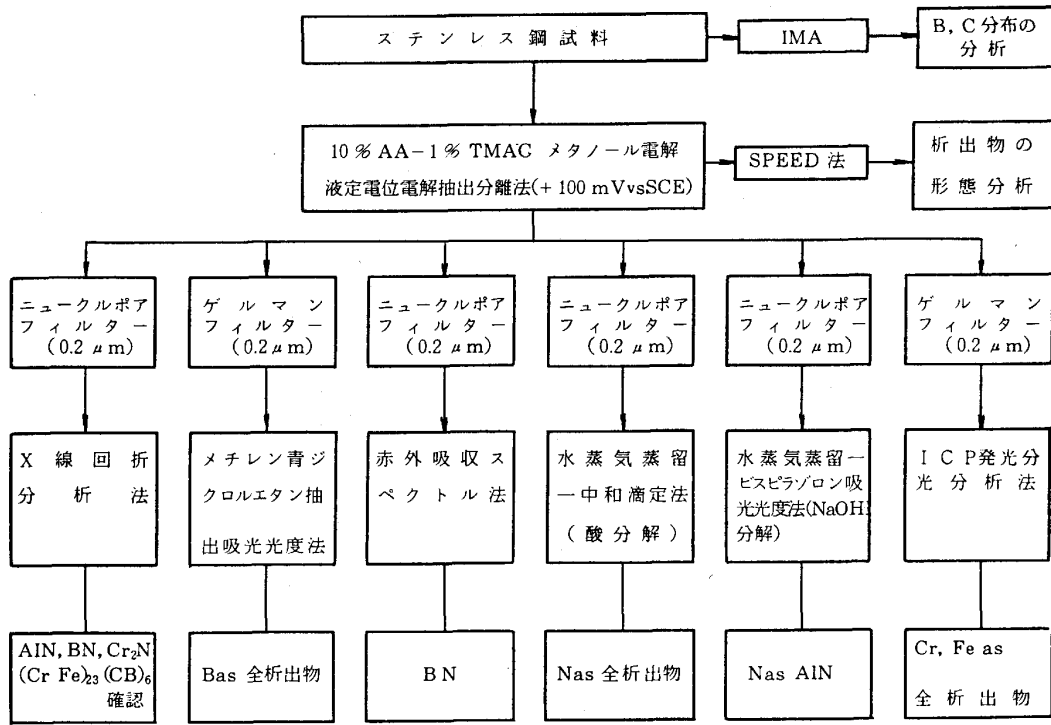 ステンレス鋼試料
IMA
B, C 分布の
分析
10 % AA-1 % TMAC メタノール電解
液定電位電解抽出分離法(+ 100 mVvsSCE)
SPEED 法
析出物の
形態分析
ニュークルポア
フィルター
(0.2 μm)
ゲルマン
フィルター
(0.2 μm)
ニュークルポア
フィルター
(0.2 μm)
ニュークルポア
フィルター
(0.2 μm)
ニュークルポア
フィルター
(0.2 μm)
ゲルマン
フィルター
(0.2 μm)
X線回折
分析法
メチレン青ジ
クロルエタン抽
出吸光光度法
赤外吸収ス
ペクトル法
水蒸気蒸留
―中和滴定法
(酸分解)
水蒸気蒸留―
ビスピラゾロン吸
光光度法(NaOH
分解)
ICP発光分
光分析法
AlN, BN, Cr₂N
(Cr Fe)₂₃(CB)₆
確認
Bas 全析出物
BN
Nas 全析出物
Nas AlN
Cr, Fe as
全析出物